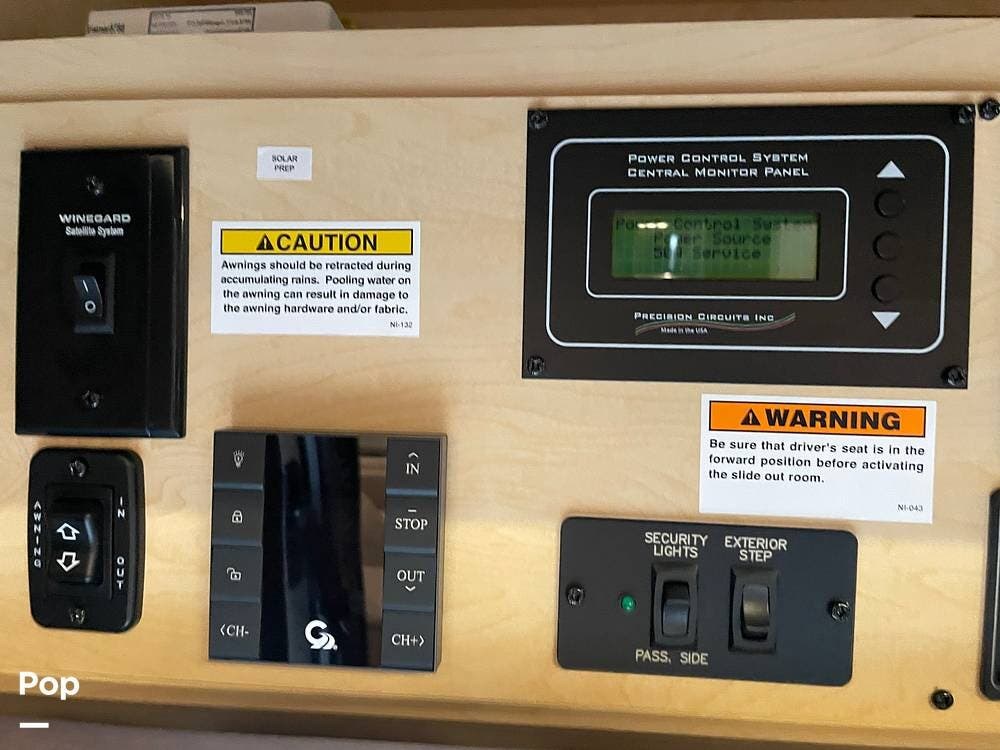 WINEGARD
Satellite System
SOLAR
PREP
CAUTION
Awnings should be retracted during
accumulating rains. Pooling water on
the awning can result in damage to
the awning hardware and/or fabric.
NI-132
POWER CONTROL SYSTEM
CENTRAL MONITOR PANEL
Power Control System
Power Source
50A Service
PRECISION CIRCUITS INC
Made in the USA
WARNING
Be sure that driver's seat is in the
forward position before activating
the slide out room.
NI-043
AWNING
IN
OUT
IN
STOP
OUT
<CH-
CH+>
SECURITY
LIGHTS
EXTERIOR
STEP
PASS. SIDE
Pop